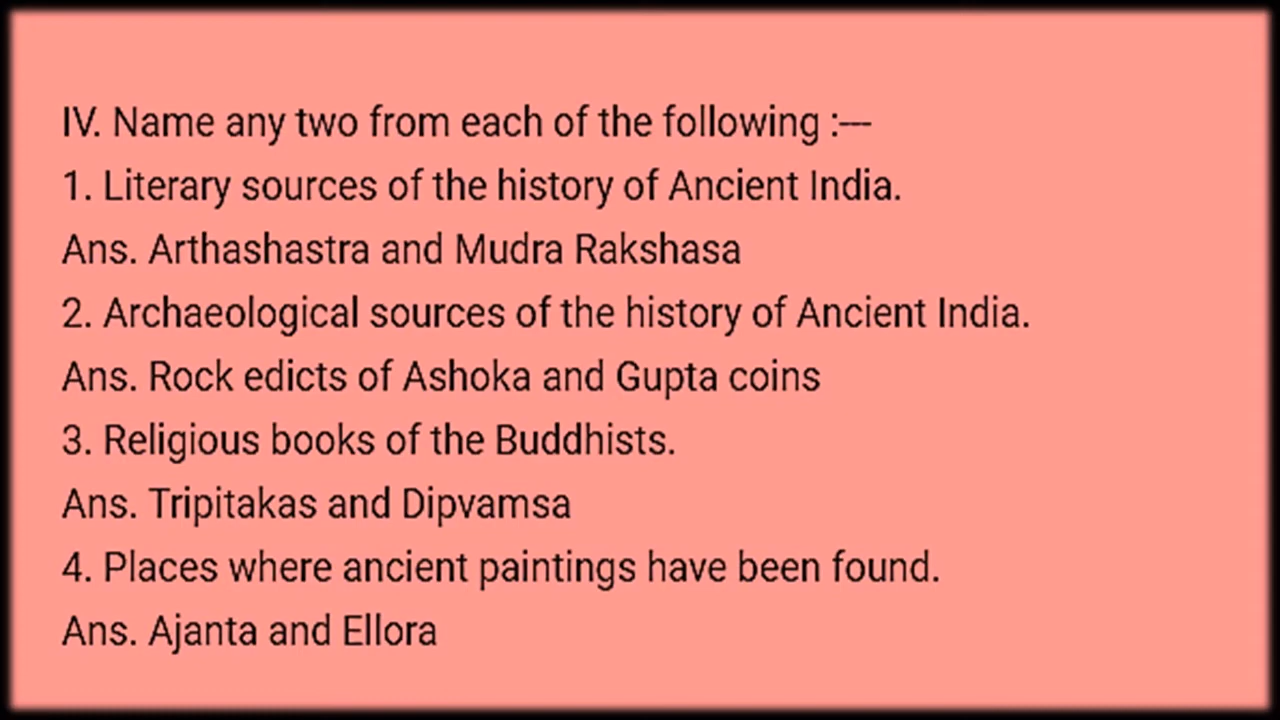 IV. Name any two from each of the following :---
1. Literary sources of the history of Ancient India.
Ans. Arthashastra and Mudra Rakshasa
2. Archaeological sources of the history of Ancient India.
Ans. Rock edicts of Ashoka and Gupta coins
3. Religious books of the Buddhists.
Ans. Tripitakas and Dipvamsa
4. Places where ancient paintings have been found.
Ans. Ajanta and Ellora